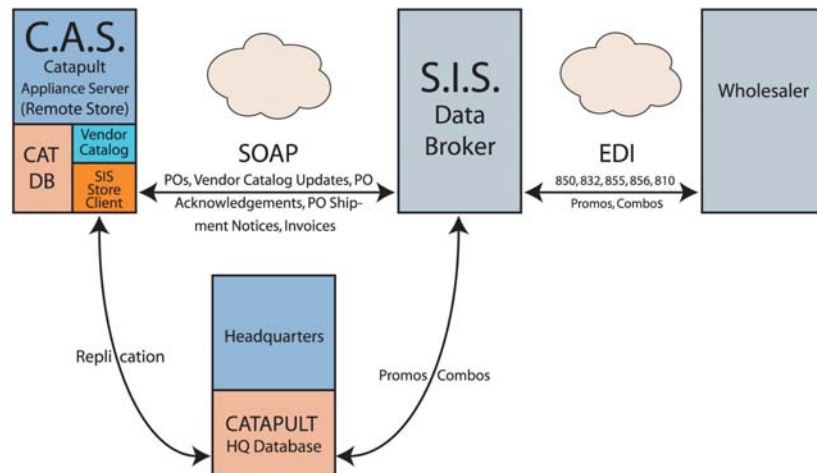 C.A.S.
Catapult
Appliance Server
(Remote Store)
CAT
DB
Vendor
Catalog
SIS
Store
Client
SOAP
POs, Vendor Catalog Updates, PO
Acknowledgements, PO Ship-
ment Notices, Invoices
S.I.S.
Data
Broker
EDI
850, 832, 855, 856, 810
Promos, Combos
Wholesaler
Replication
Headquarters
CATAPULT
HQ Database
Promos Combos